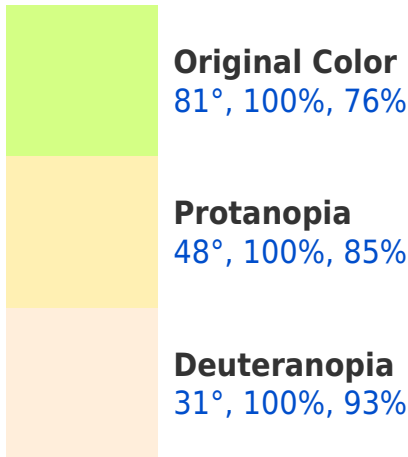 Original Color
81°, 100%, 76%
Protanopia
48°, 100%, 85%
Deuteranopia
31°, 100%, 93%